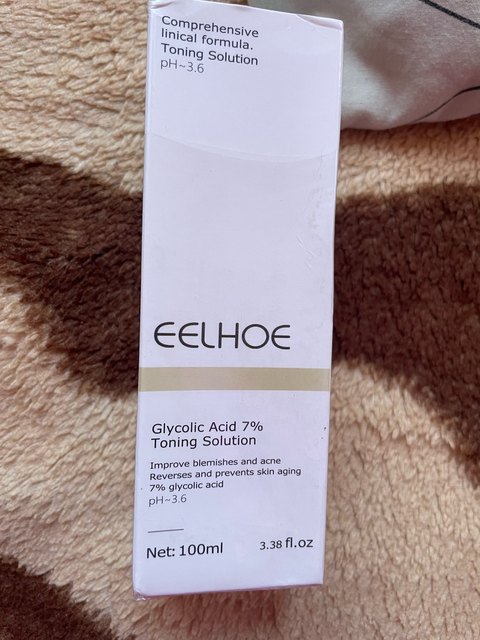 Comprehensive
linical formula.
Toning Solution
pH~3.6
EELHOE
Glycolic Acid 7%
Toning Solution
Improve blemishes and acne
Reverses and prevents skin aging
7% glycolic acid
pH~3.6
Net: 100ml 3.38 fl.oz